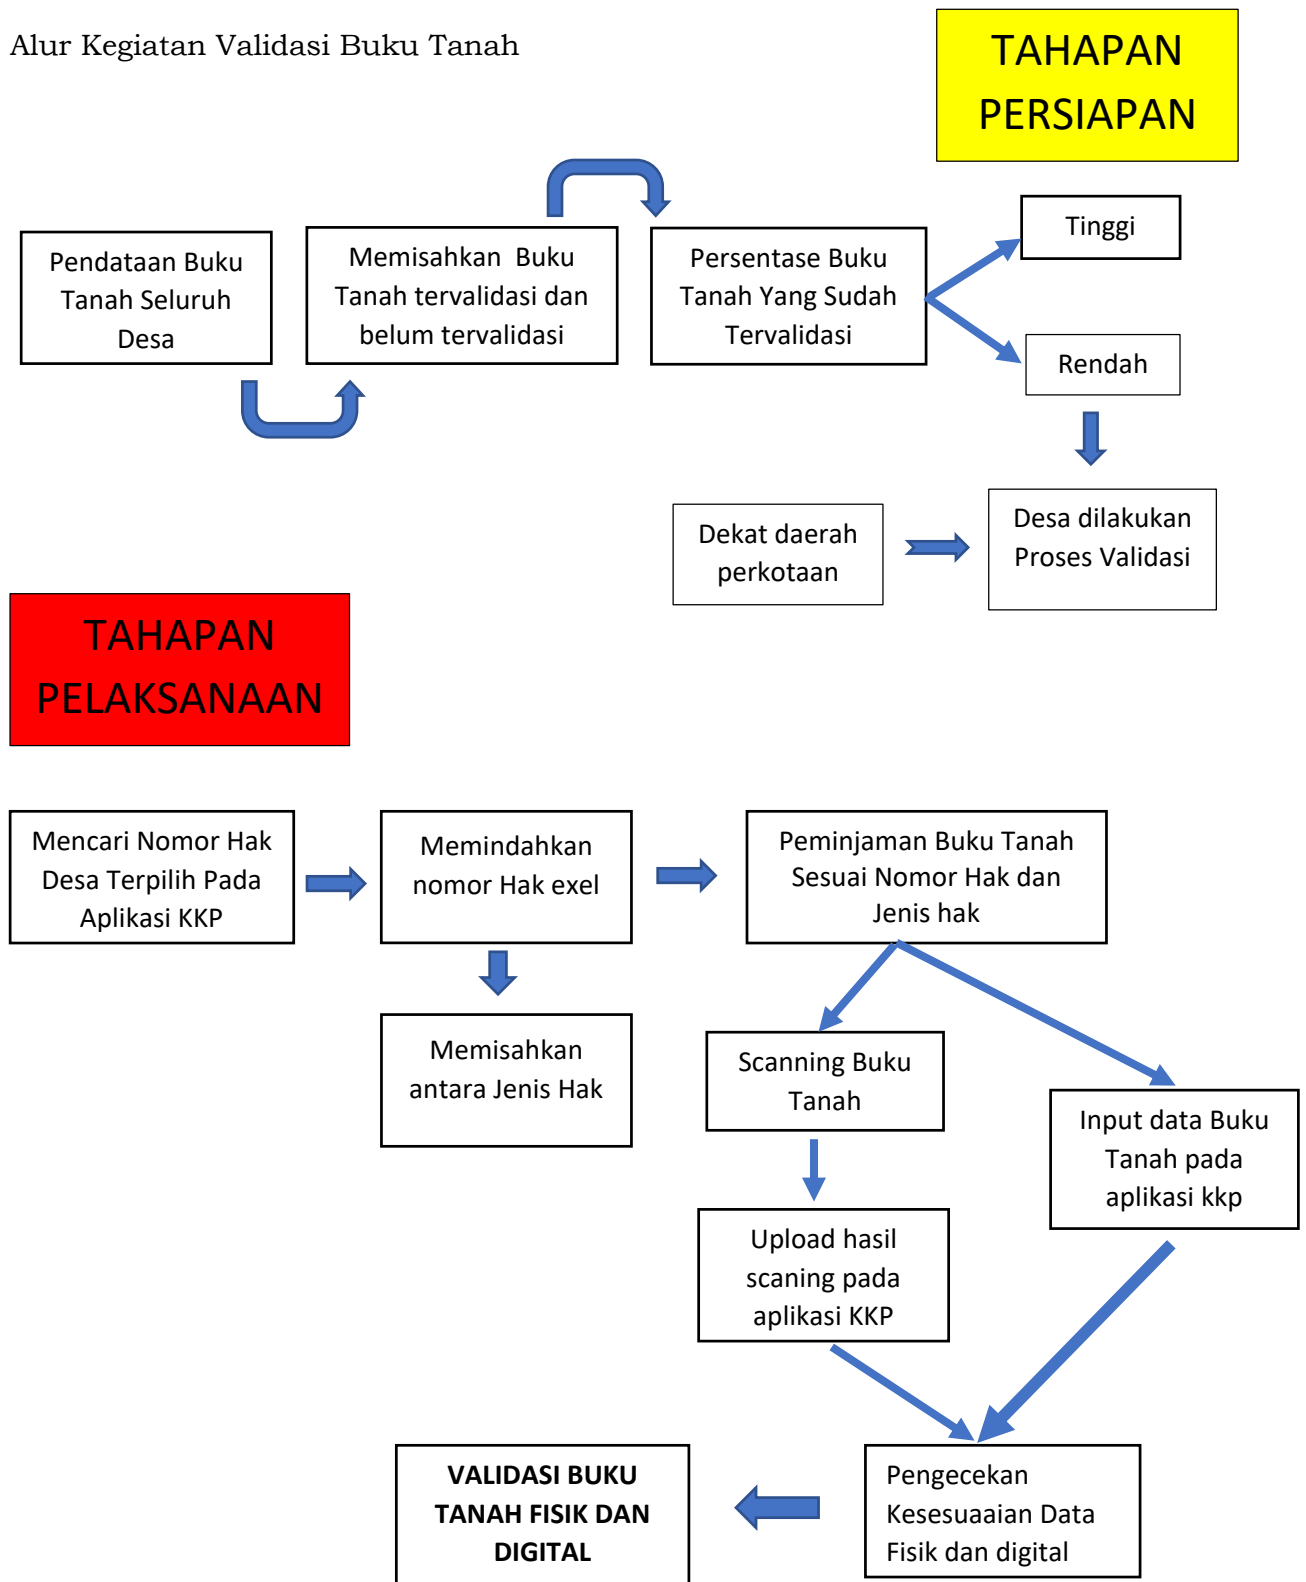 Alur Kegiatan Validasi Buku Tanah
TAHAPAN
PERSIAPAN
Pendataan Buku
Tanah Seluruh
Desa
Memisahkan Buku
Tanah tervalidasi dan
belum tervalidasi
Persentase Buku
Tanah Yang Sudah
Tervalidasi
Tinggi
Rendah
Dekat daerah
perkotaan
Desa dilakukan
Proses Validasi
TAHAPAN
PELAKSANAAN
Mencari Nomor Hak
Desa Terpilih Pada
Aplikasi KKP
Memindahkan
nomor Hak exel
Peminjaman Buku Tanah
Sesuai Nomor Hak dan
Jenis hak
Memisahkan
antara Jenis Hak
Scanning Buku
Tanah
Input data Buku
Tanah pada
aplikasi kkp
Upload hasil
scaning pada
aplikasi KKP
Pengecekan
Kesesuaaian Data
Fisik dan digital
VALIDASI BUKU
TANAH FISIK DAN
DIGITAL